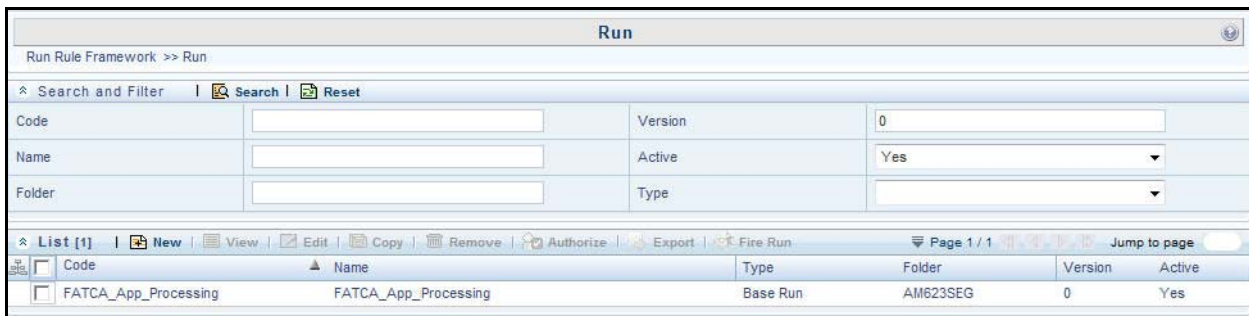 Run
Run Rule Framework >> Run
Search and Filter | Search | Reset
Code Version 0
Name Active Yes
Folder Type
List [1] | New | View | Edit | Copy | Remove | Authorize | Export | Fire Run Page 1 / 1 Jump to page
Code Name Type Folder Version Active
FATCA_App_Processing FATCA_App_Processing Base Run AM623SEG 0 Yes